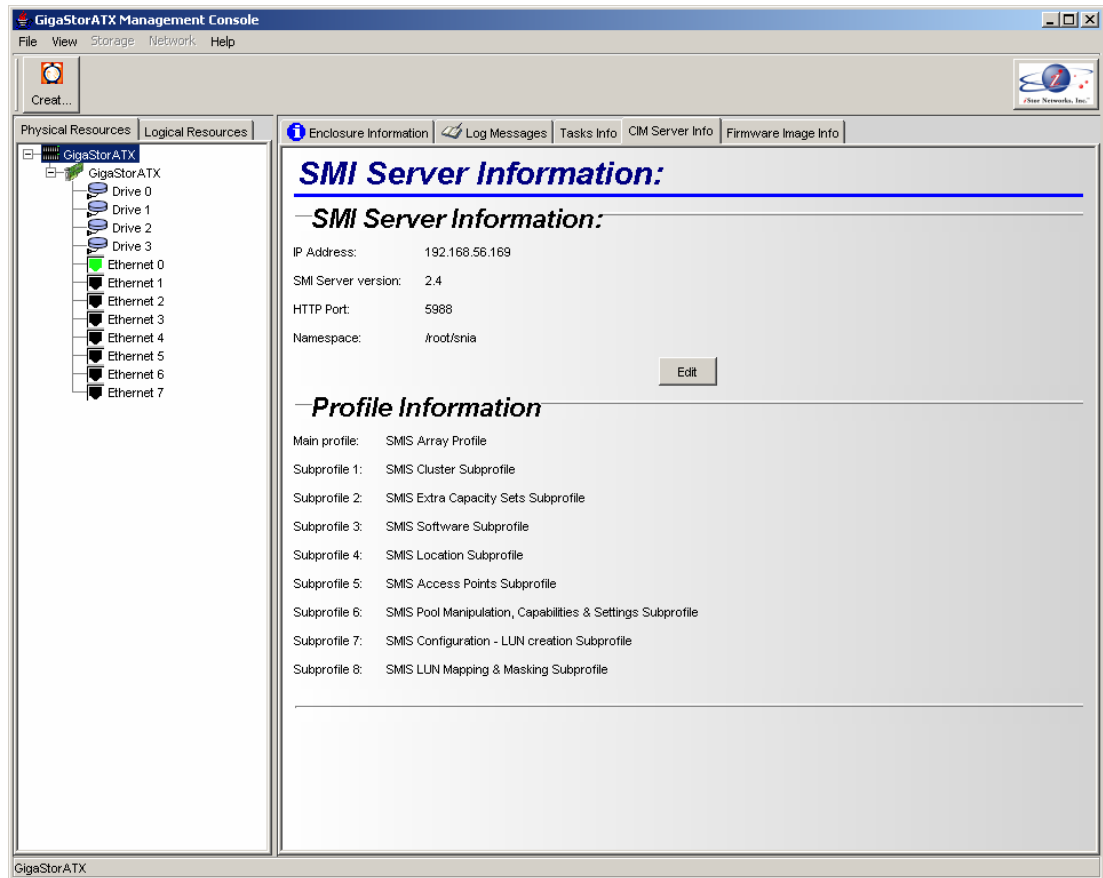 GigaStorATX Management Console
File View Storage Network Help
Creat...
iStor Networks, Inc.™
Physical Resources Logical Resources
GigaStorATX
GigaStorATX
Drive 0
Drive 1
Drive 2
Drive 3
Ethernet 0
Ethernet 1
Ethernet 2
Ethernet 3
Ethernet 4
Ethernet 5
Ethernet 6
Ethernet 7
Enclosure Information Log Messages Tasks Info CIM Server Info Firmware Image Info
SMI Server Information:
SMI Server Information:
IP Address: 192.168.56.169
SMI Server version: 2.4
HTTP Port: 5988
Namespace: /root/snia
Edit
Profile Information
Main profile: SMIS Array Profile
Subprofile 1: SMIS Cluster Subprofile
Subprofile 2: SMIS Extra Capacity Sets Subprofile
Subprofile 3: SMIS Software Subprofile
Subprofile 4: SMIS Location Subprofile
Subprofile 5: SMIS Access Points Subprofile
Subprofile 6: SMIS Pool Manipulation, Capabilities & Settings Subprofile
Subprofile 7: SMIS Configuration - LUN creation Subprofile
Subprofile 8: SMIS LUN Mapping & Masking Subprofile
GigaStorATX